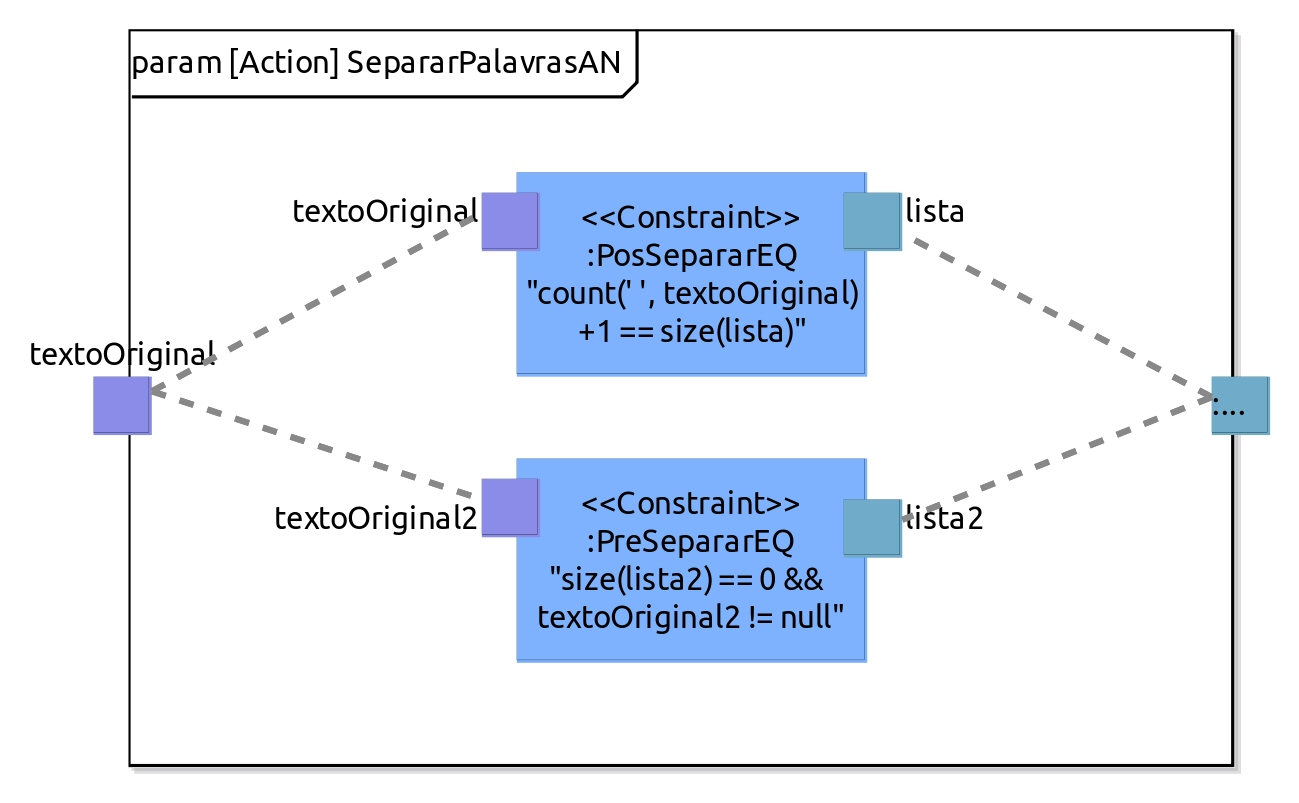 param [Action] SepararPalavrasAN
textoOriginal
<<Constraint>>
:PosSepararEQ
"count(' ', textoOriginal)
+1 == size(lista)"
lista
textoOriginal
:....
textoOriginal2
<<Constraint>>
:PreSepararEQ
"size(lista2) == 0 &&
textoOriginal2 != null"
lista2